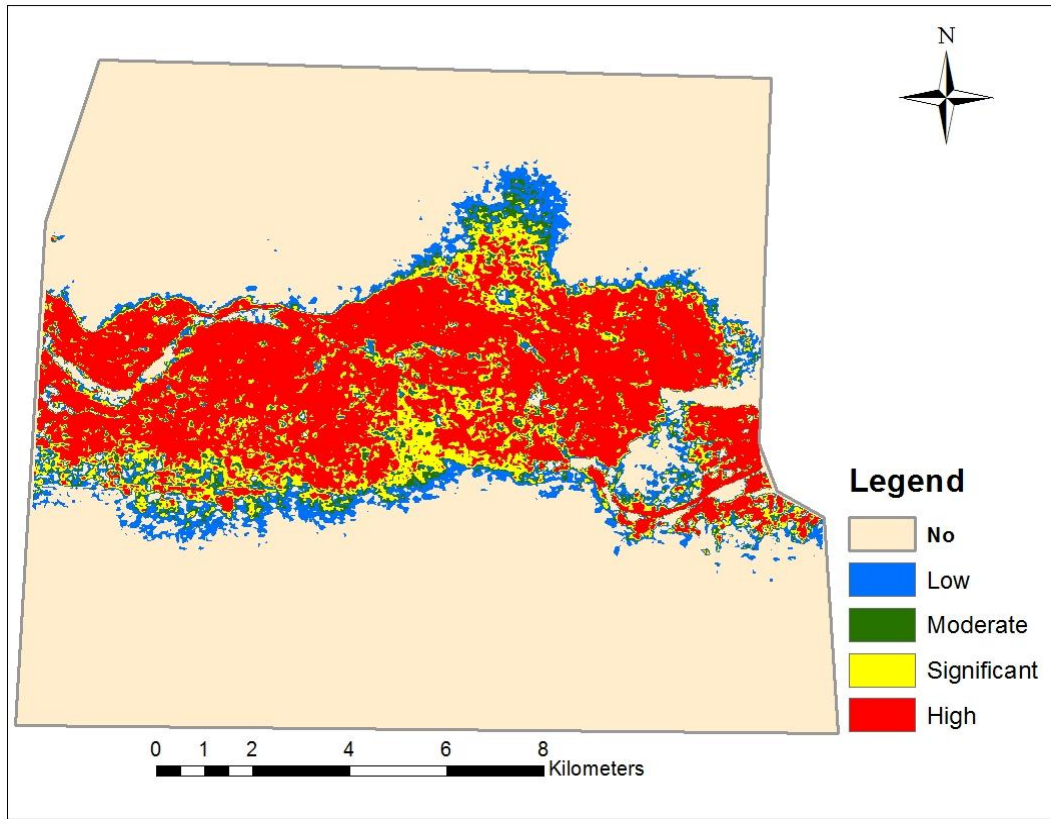 N
Legend
No
Low
Moderate
Significant
High
0 1 2 4 6 8
Kilometers